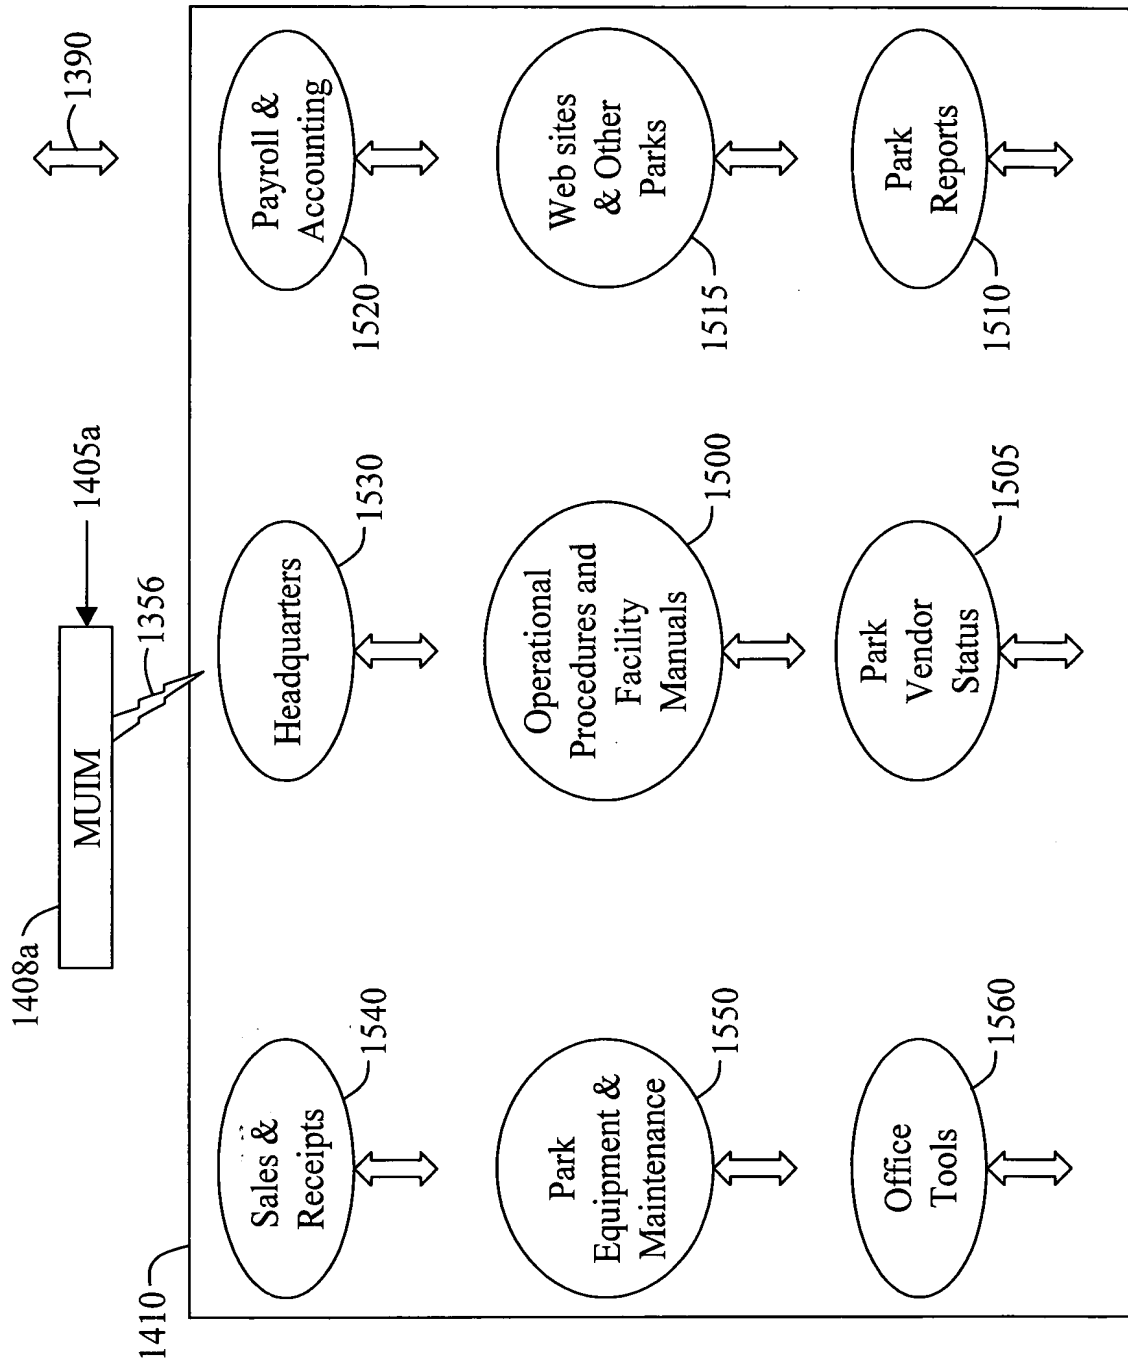 1408a
MUIM
1405a
1356
1390
1410
Sales &
Receipts
1540
Headquarters
1530
Payroll &
Accounting
1520
Park
Equipment &
Maintenance
1550
Operational
Procedures and
Facility
Manuals
1500
Web sites
& Other
Parks
1515
Office
Tools
1560
Park
Vendor
Status
1505
Park
Reports
1510